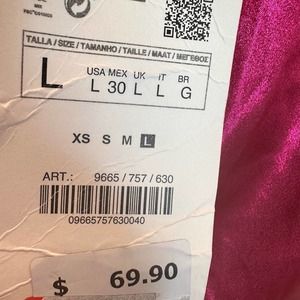 TALLA / SIZE / TAMANHO / TAILLE / MAAT / ΜΕΓΕΘΟΣ
L
USA MEX UK IT BR
L 30 L L G
XS S M L
ART.: 9665 / 757 / 630
09665757630040
$ 69.90